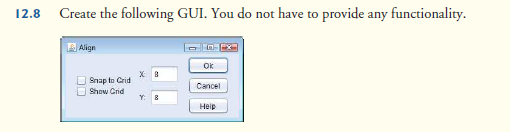 12.8 Create the following GUI. You do not have to provide any functionality.
Align
Ok
X: 8
Snap to Grid
Cancel
Show Grid
Y: 8
Help